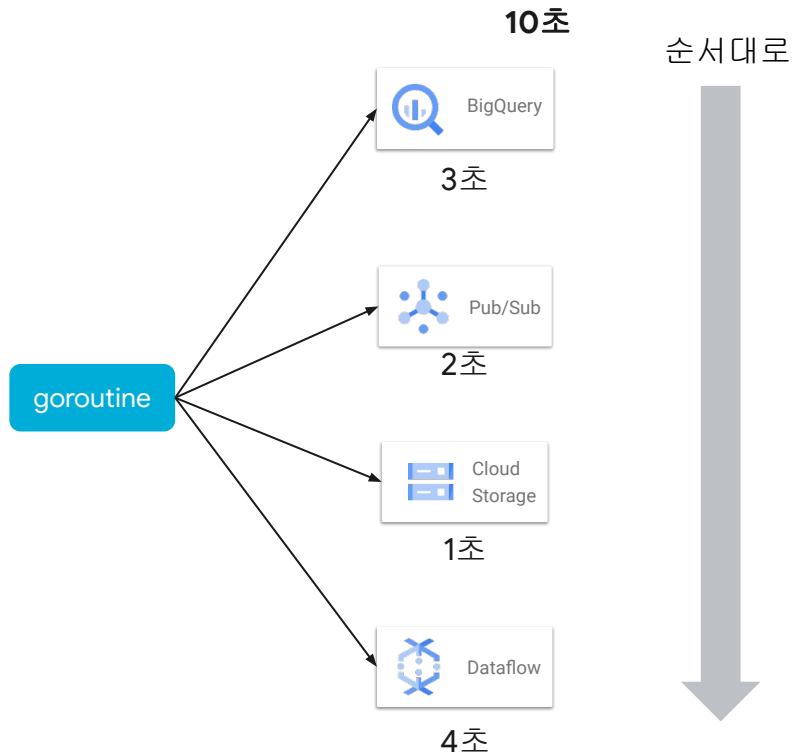 10초
순서대로
BigQuery
3초
Pub/Sub
2초
goroutine
Cloud
Storage
1초
Dataflow
4초